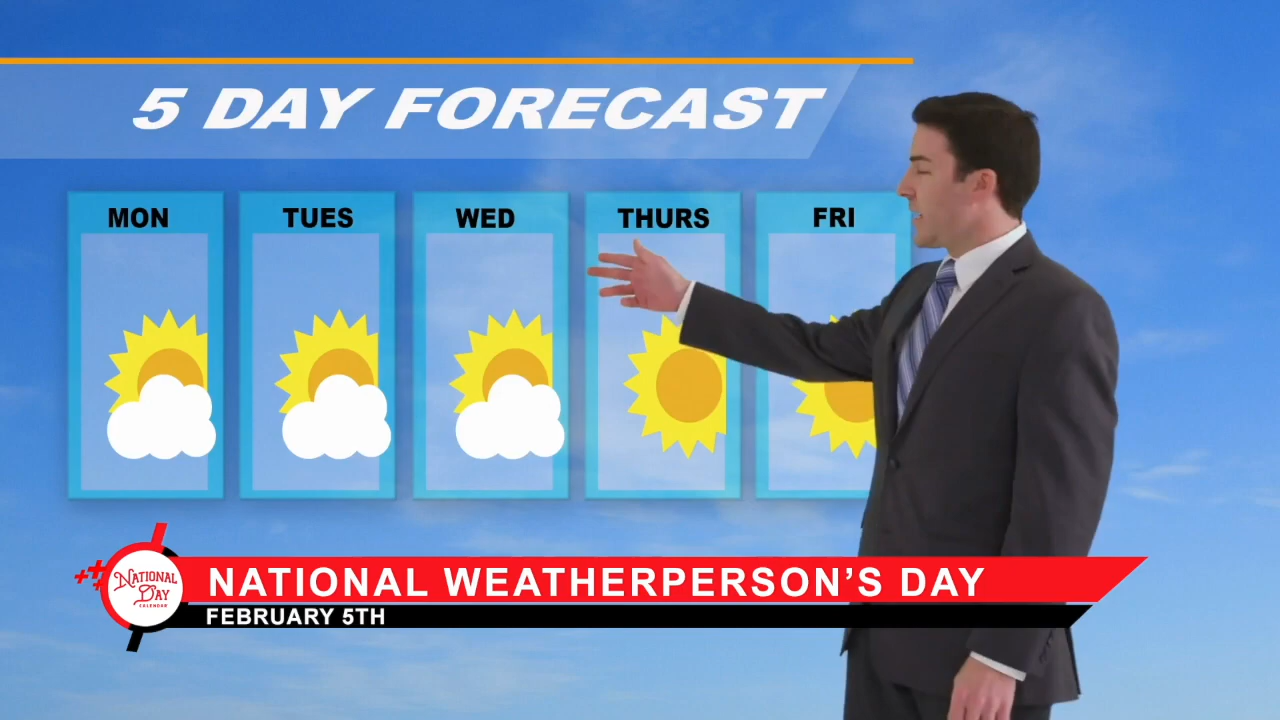 5 DAY FORECAST
MON TUES WED THURS FRI
NATIONAL DAY CALENDAR
NATIONAL WEATHERPERSON’S DAY
FEBRUARY 5TH